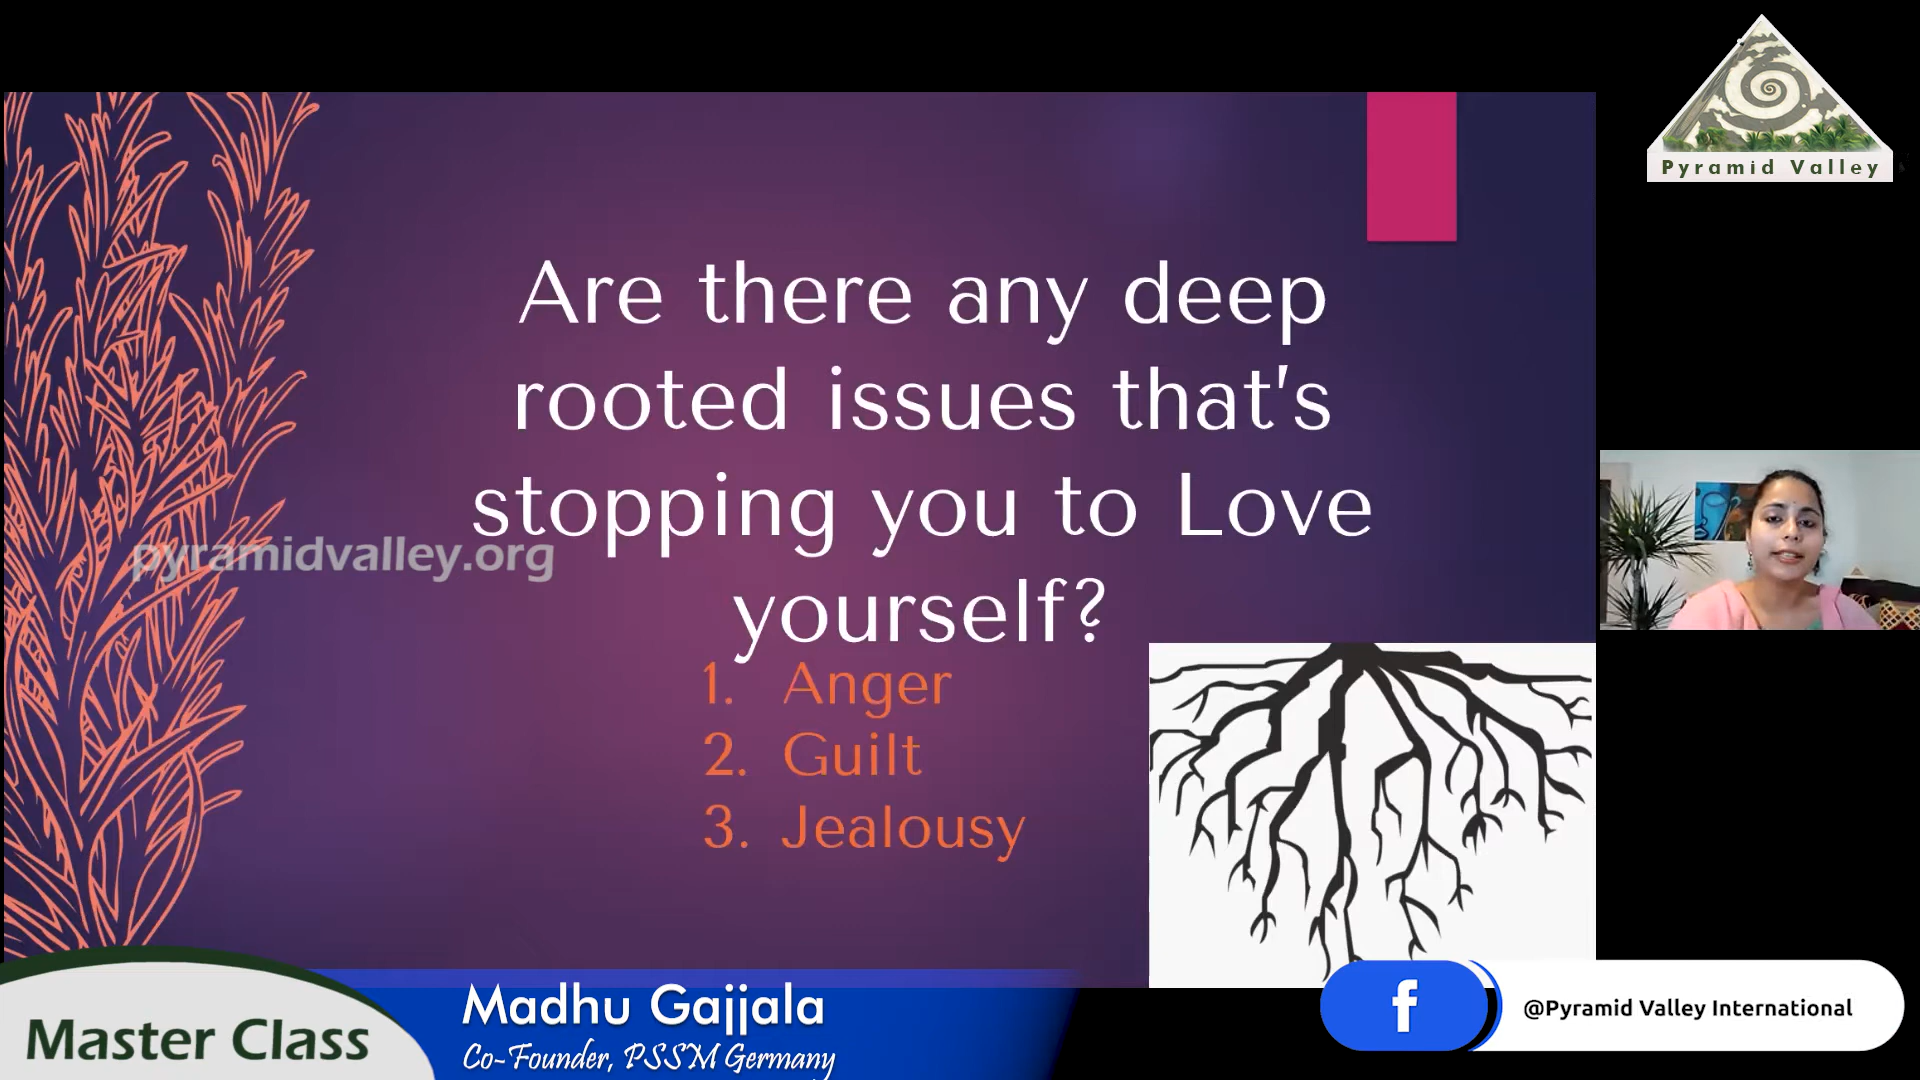 Pyramid Valley
Are there any deep
rooted issues that's
stopping you to Love
yourself?
pyramidvalley.org
1. Anger
2. Guilt
3. Jealousy
Master Class
Madhu Gajjala
Co-Founder, PSSM Germany
f
@Pyramid Valley International